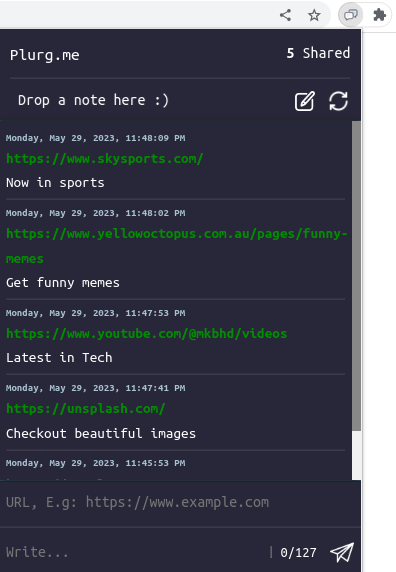 Plurg.me
5 Shared
Drop a note here :)
Monday, May 29, 2023, 11:48:09 PM
https://www.skysports.com/
Now in sports
Monday, May 29, 2023, 11:48:02 PM
https://www.yellowoctopus.com.au/pages/funny-
memes
Get funny memes
Monday, May 29, 2023, 11:47:53 PM
https://www.youtube.com/@mkbhd/videos
Latest in Tech
Monday, May 29, 2023, 11:47:41 PM
https://unsplash.com/
Checkout beautiful images
Monday, May 29, 2023, 11:45:53 PM
URL, E.g: https://www.example.com
Write... | 0/127